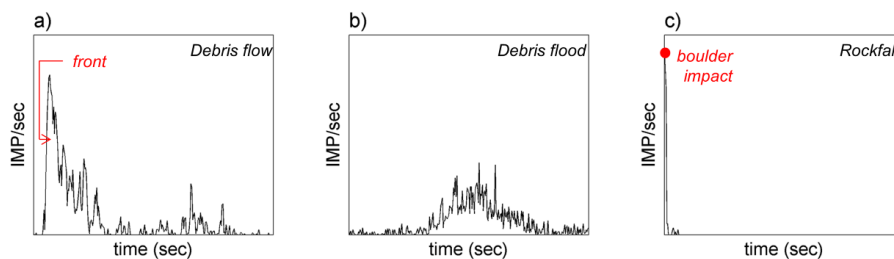 a)
Debris flow
front
IMP/sec
time (sec)
b)
Debris flood
IMP/sec
time (sec)
c)
Rockfal
boulder
impact
IMP/sec
time (sec)